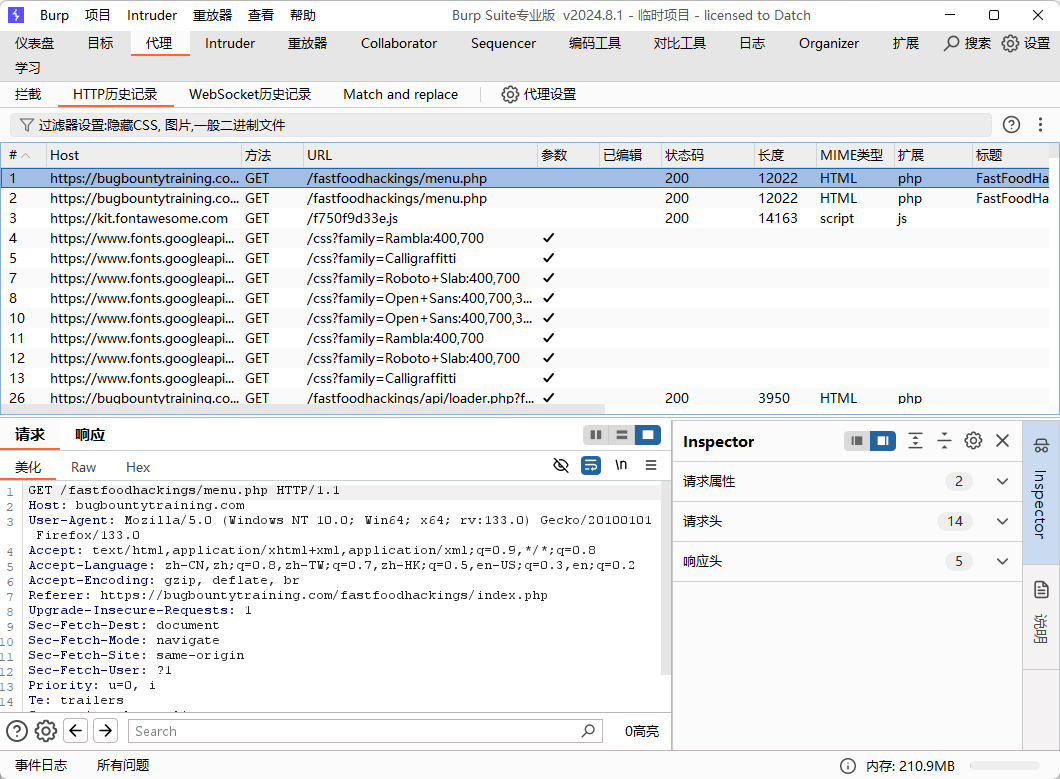 Burp 项目 Intruder 重放器 查看 帮助 Burp Suite专业版 v2024.8.1 - 临时项目 - licensed to Datch
仪表盘 目标 代理 Intruder 重放器 Collaborator Sequencer 编码工具 对比工具 日志 Organizer 扩展 搜索 设置
学习
拦截 HTTP历史记录 WebSocket历史记录 Match and replace 代理设置
过滤器设置:隐藏CSS, 图片,一般二进制文件
# Host 方法 URL 参数 已编辑 状态码 长度 MIME类型 扩展 标题
1 https://bugbountytraining.co... GET /fastfoodhackings/menu.php 200 12022 HTML php FastFoodHa
2 https://bugbountytraining.co... GET /fastfoodhackings/menu.php 200 12022 HTML php FastFoodHa
3 https://kit.fontawesome.com GET /f750f9d33e.js 200 14163 script js
4 https://www.fonts.googleapi... GET /css?family=Rambla:400,700 ✓
5 https://www.fonts.googleapi... GET /css?family=Calligraffitti ✓
7 https://www.fonts.googleapi... GET /css?family=Roboto+Slab:400,700 ✓
8 https://www.fonts.googleapi... GET /css?family=Open+Sans:400,700,3... ✓
10 https://www.fonts.googleapi... GET /css?family=Open+Sans:400,700,3... ✓
11 https://www.fonts.googleapi... GET /css?family=Rambla:400,700 ✓
12 https://www.fonts.googleapi... GET /css?family=Roboto+Slab:400,700 ✓
13 https://www.fonts.googleapi... GET /css?family=Calligraffitti ✓
26 https://bugbountytraining.co... GET /fastfoodhackings/api/loader.php?f... ✓ 200 3950 HTML php
请求 响应
美化 Raw Hex \n
1 GET /fastfoodhackings/menu.php HTTP/1.1
2 Host: bugbountytraining.com
3 User-Agent: Mozilla/5.0 (Windows NT 10.0; Win64; x64; rv:133.0) Gecko/20100101
Firefox/133.0
4 Accept: text/html,application/xhtml+xml,application/xml;q=0.9,*/*;q=0.8
5 Accept-Language: zh-CN,zh;q=0.8,zh-TW;q=0.7,zh-HK;q=0.5,en-US;q=0.3,en;q=0.2
6 Accept-Encoding: gzip, deflate, br
7 Referer: https://bugbountytraining.com/fastfoodhackings/index.php
8 Upgrade-Insecure-Requests: 1
9 Sec-Fetch-Dest: document
10 Sec-Fetch-Mode: navigate
11 Sec-Fetch-Site: same-origin
12 Sec-Fetch-User: ?1
13 Priority: u=0, i
14 Te: trailers
Search 0高亮
Inspector
请求属性 2
请求头 14
响应头 5
Inspector
说明
事件日志 所有问题 内存: 210.9MB